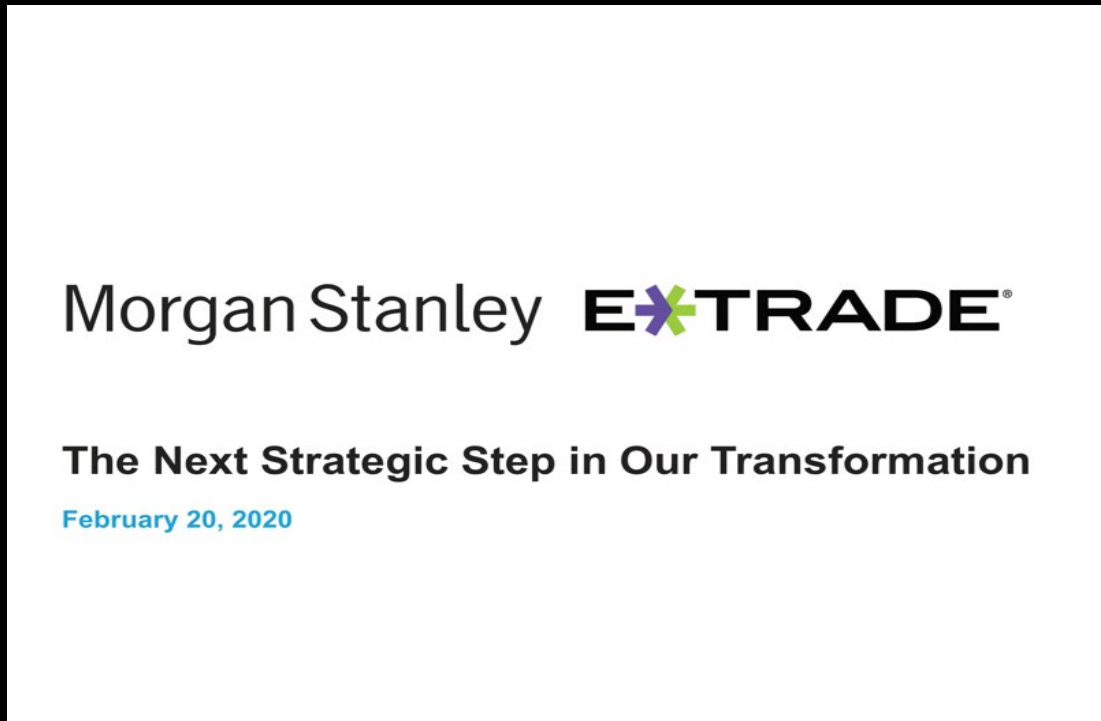 Morgan Stanley E*TRADE®
The Next Strategic Step in Our Transformation
February 20, 2020